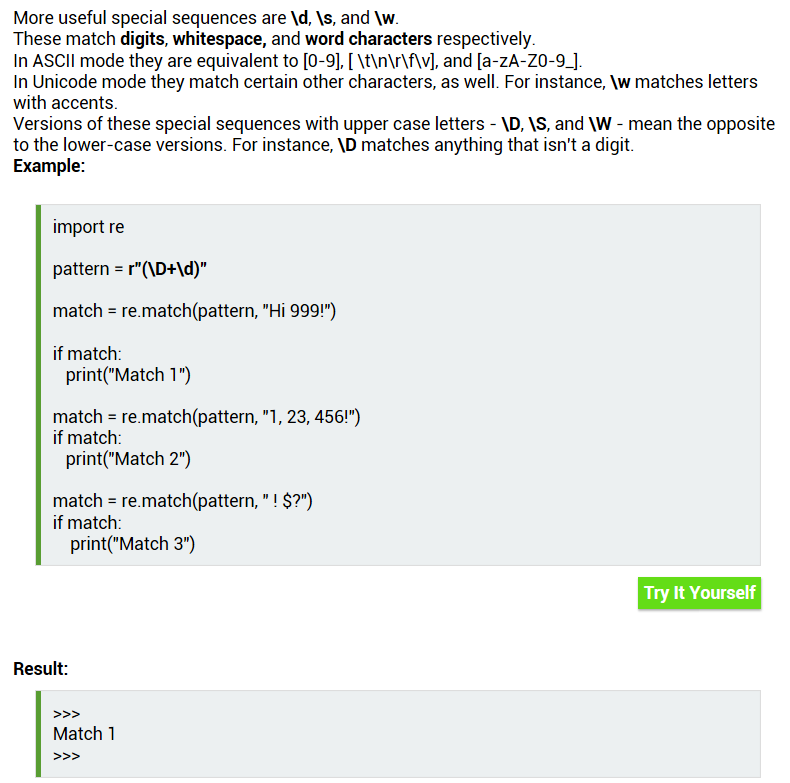 More useful special sequences are \d, \s, and \w.
These match digits, whitespace, and word characters respectively.
In ASCII mode they are equivalent to [0-9], [ \t\n\r\f\v], and [a-zA-Z0-9_].
In Unicode mode they match certain other characters, as well. For instance, \w matches letters
with accents.
Versions of these special sequences with upper case letters - \D, \S, and \W - mean the opposite
to the lower-case versions. For instance, \D matches anything that isn't a digit.
Example:
import re
pattern = r"(\D+\d)"
match = re.match(pattern, "Hi 999!")
if match:
   print("Match 1")
match = re.match(pattern, "1, 23, 456!")
if match:
   print("Match 2")
match = re.match(pattern, " ! $?")
if match:
    print("Match 3")
Try It Yourself
Result:
>>>
Match 1
>>>